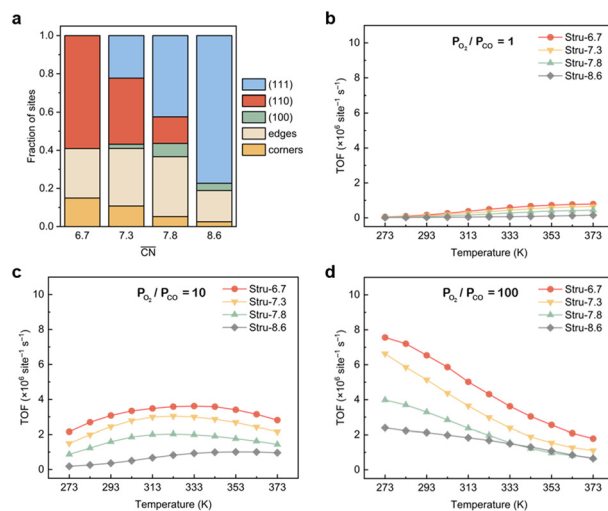 a
1.0
0.8
0.6
0.4
0.2
0.0
Fraction of sites
6.7 7.3 7.8 8.6
CN
(111)
(110)
(100)
edges
corners
b
P_O2 / P_CO = 1
Stru-6.7
Stru-7.3
Stru-7.8
Stru-8.6
10
8
6
4
2
0
TOF (×10⁶ site⁻¹ s⁻¹)
273 293 313 333 353 373
Temperature (K)
c
P_O2 / P_CO = 10
Stru-6.7
Stru-7.3
Stru-7.8
Stru-8.6
10
8
6
4
2
0
TOF (×10⁶ site⁻¹ s⁻¹)
273 293 313 333 353 373
Temperature (K)
d
P_O2 / P_CO = 100
Stru-6.7
Stru-7.3
Stru-7.8
Stru-8.6
10
8
6
4
2
0
TOF (×10⁶ site⁻¹ s⁻¹)
273 293 313 333 353 373
Temperature (K)